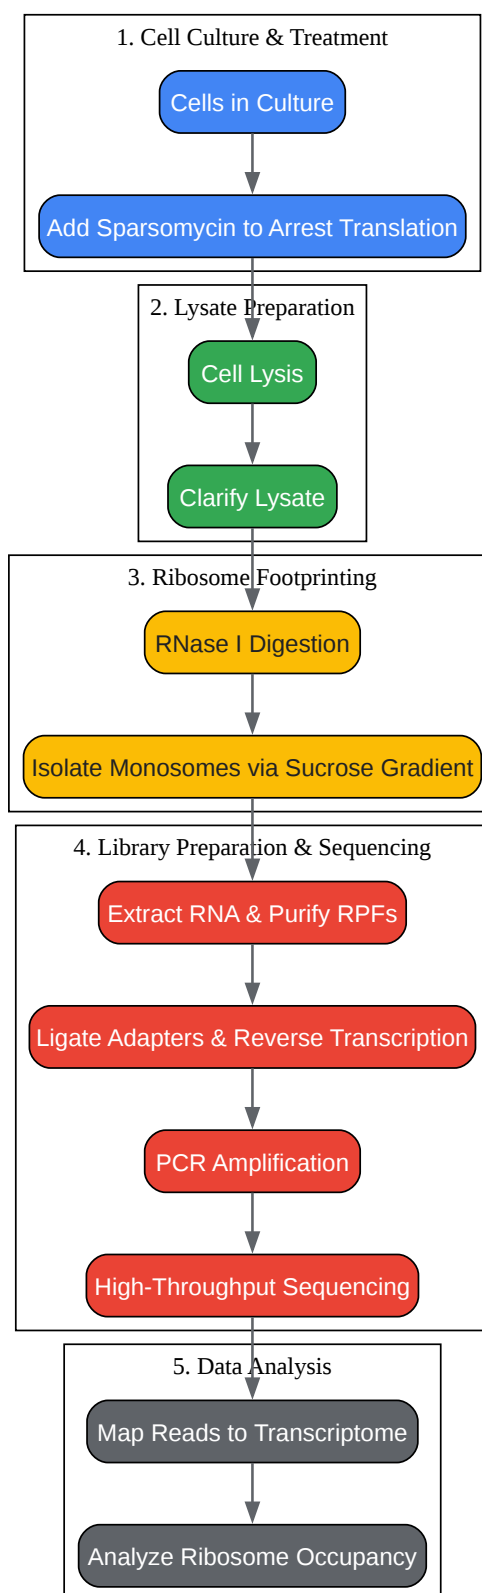 1. Cell Culture & Treatment
Cells in Culture
Add Sparsomycin to Arrest Translation
2. Lysate Preparation
Cell Lysis
Clarify Lysate
3. Ribosome Footprinting
RNase I Digestion
Isolate Monosomes via Sucrose Gradient
4. Library Preparation & Sequencing
Extract RNA & Purify RPFs
Ligate Adapters & Reverse Transcription
PCR Amplification
High-Throughput Sequencing
5. Data Analysis
Map Reads to Transcriptome
Analyze Ribosome Occupancy